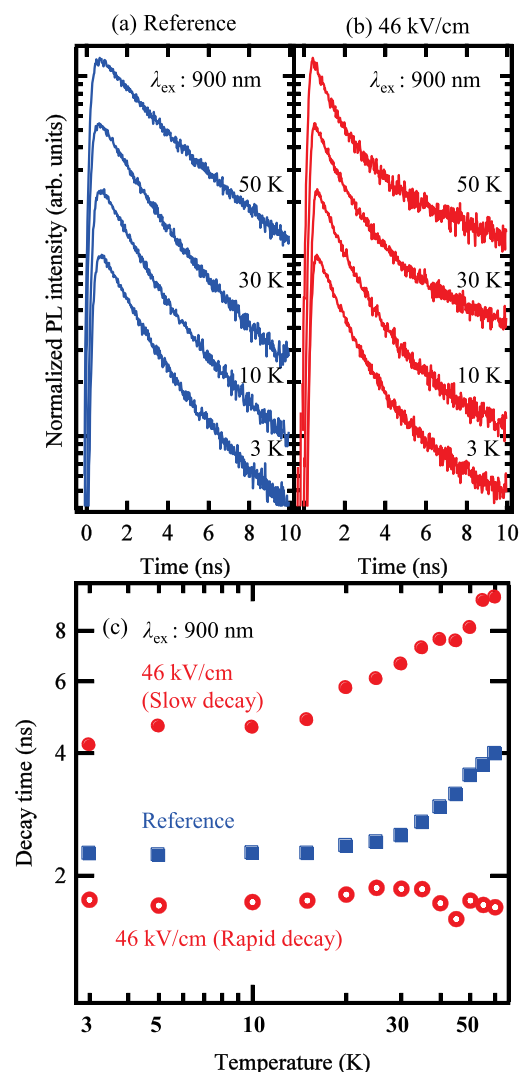 (a) Reference
(b) 46 kV/cm
λex : 900 nm
λex : 900 nm
50 K
30 K
10 K
3 K
50 K
30 K
10 K
3 K
Normalized PL intensity (arb. units)
0 2 4 6 8 10
2 4 6 8 10
Time (ns)
Time (ns)
(c) λex : 900 nm
46 kV/cm
(Slow decay)
Reference
46 kV/cm (Rapid decay)
Decay time (ns)
8
6
4
2
3 5 10 30 50
Temperature (K)